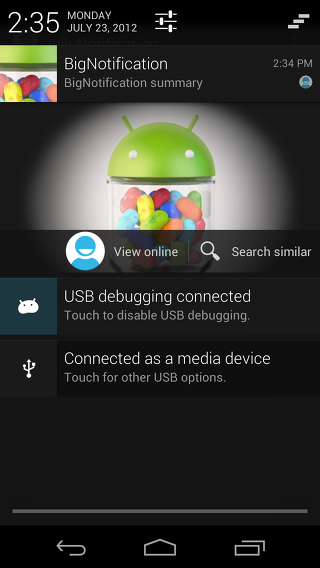 2:35
MONDAY
JULY 23, 2012
BigNotification
2:34 PM
BigNotification summary
View online
Search similar
USB debugging connected
Touch to disable USB debugging.
Connected as a media device
Touch for other USB options.